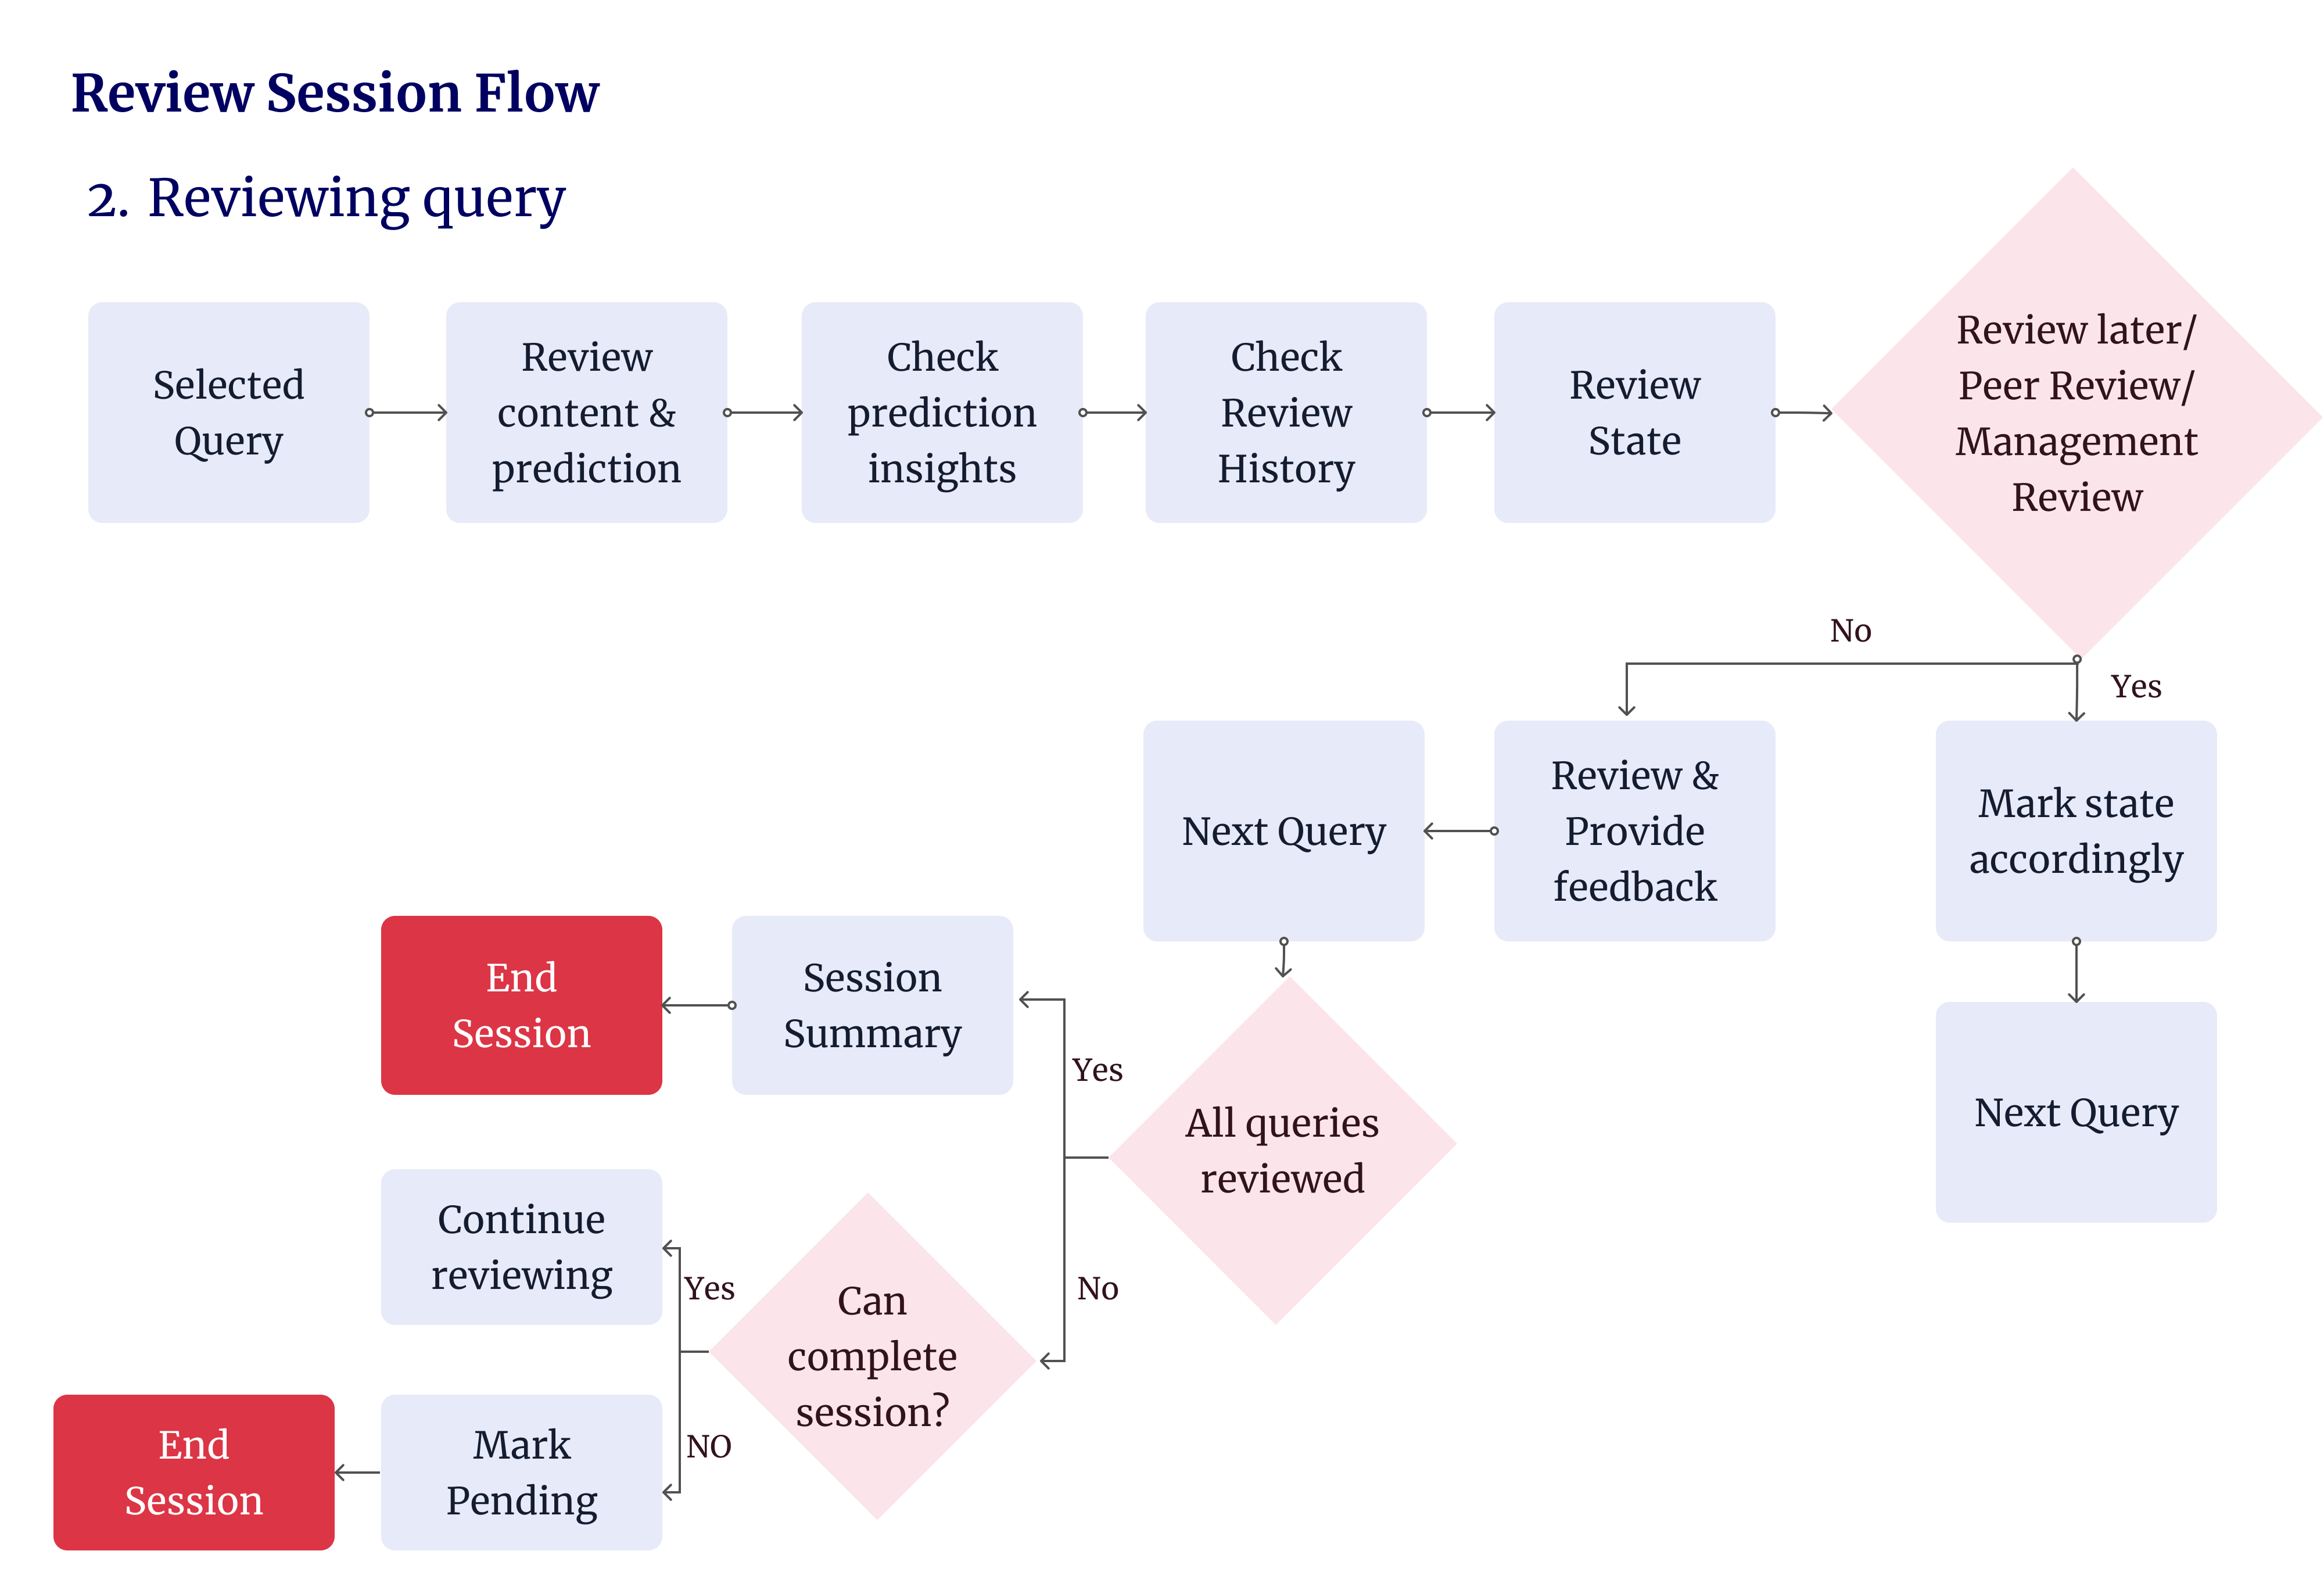 Review Session Flow
2. Reviewing query
Selected
Query
Review
content &
prediction
Check
prediction
insights
Check
Review
History
Review
State
Review later/
Peer Review/
Management
Review
No
Yes
Next Query
Review &
Provide
feedback
Mark state
accordingly
End
Session
Session
Summary
Yes
All queries
reviewed
Next Query
Continue
reviewing
Yes
No
Can
complete
session?
NO
End
Session
Mark
Pending